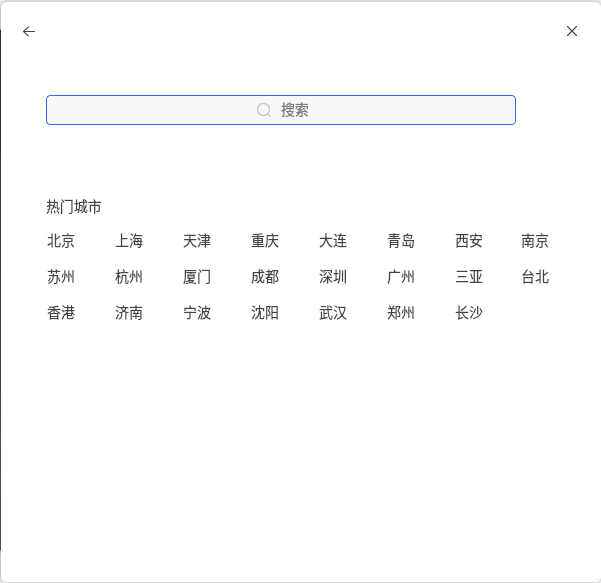 搜索
热门城市
北京 上海 天津 重庆 大连 青岛 西安 南京
苏州 杭州 厦门 成都 深圳 广州 三亚 台北
香港 济南 宁波 沈阳 武汉 郑州 长沙